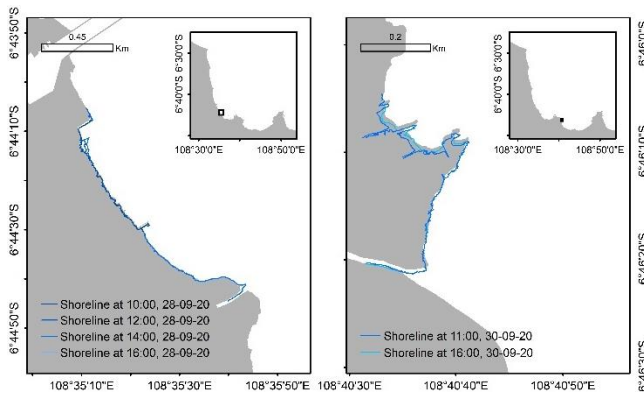 6°43'50"S
6°44'10"S
6°44'30"S
6°44'50"S
0.45
Km
6°30'0"S
6°40'0"S
108°30'0"E
108°50'0"E
Shoreline at 10:00, 28-09-20
Shoreline at 12:00, 28-09-20
Shoreline at 14:00, 28-09-20
Shoreline at 16:00, 28-09-20
108°35'10"E
108°35'30"E
108°35'50"E
0.2
Km
6°30'0"S
6°40'0"S
108°30'0"E
108°50'0"E
Shoreline at 11:00, 30-09-20
Shoreline at 16:00, 30-09-20
6°46'0"S
6°46'10"S
6°46'20"S
6°46'30"S
108°40'30"E
108°40'40"E
108°40'50"E